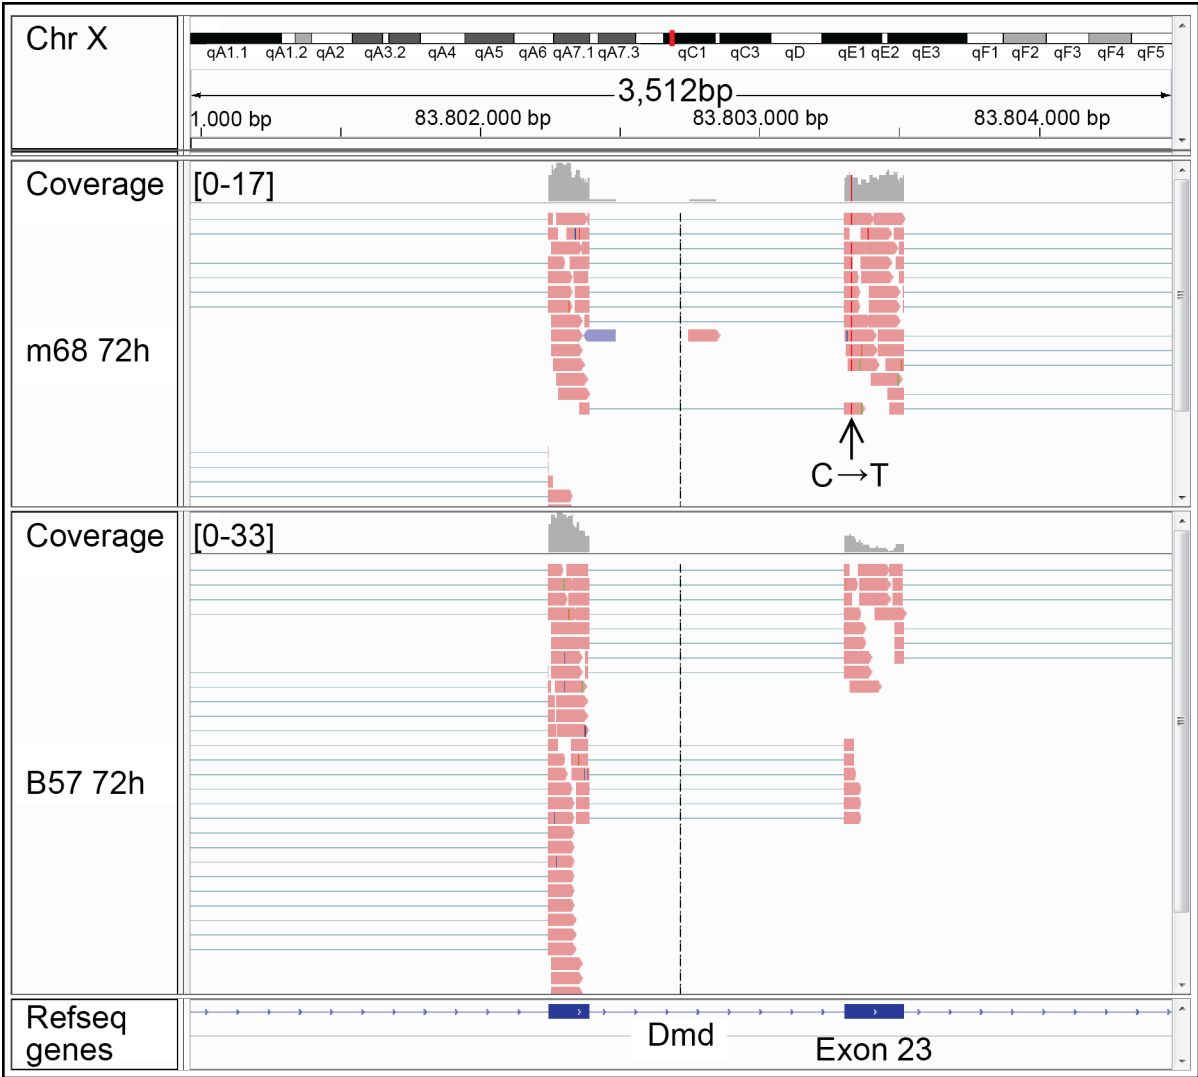 Chr X
qA1.1 qA1.2 qA2 qA3.2 qA4 qA5 qA6 qA7.1 qA7.3 qC1 qC3 qD qE1 qE2 qE3 qF1 qF2 qF3 qF4 qF5
3,512bp
1.000 bp 83.802.000 bp 83.803.000 bp 83.804.000 bp
Coverage [0-17]
m68 72h
C→T
Coverage [0-33]
B57 72h
Refseq
genes
Dmd
Exon 23